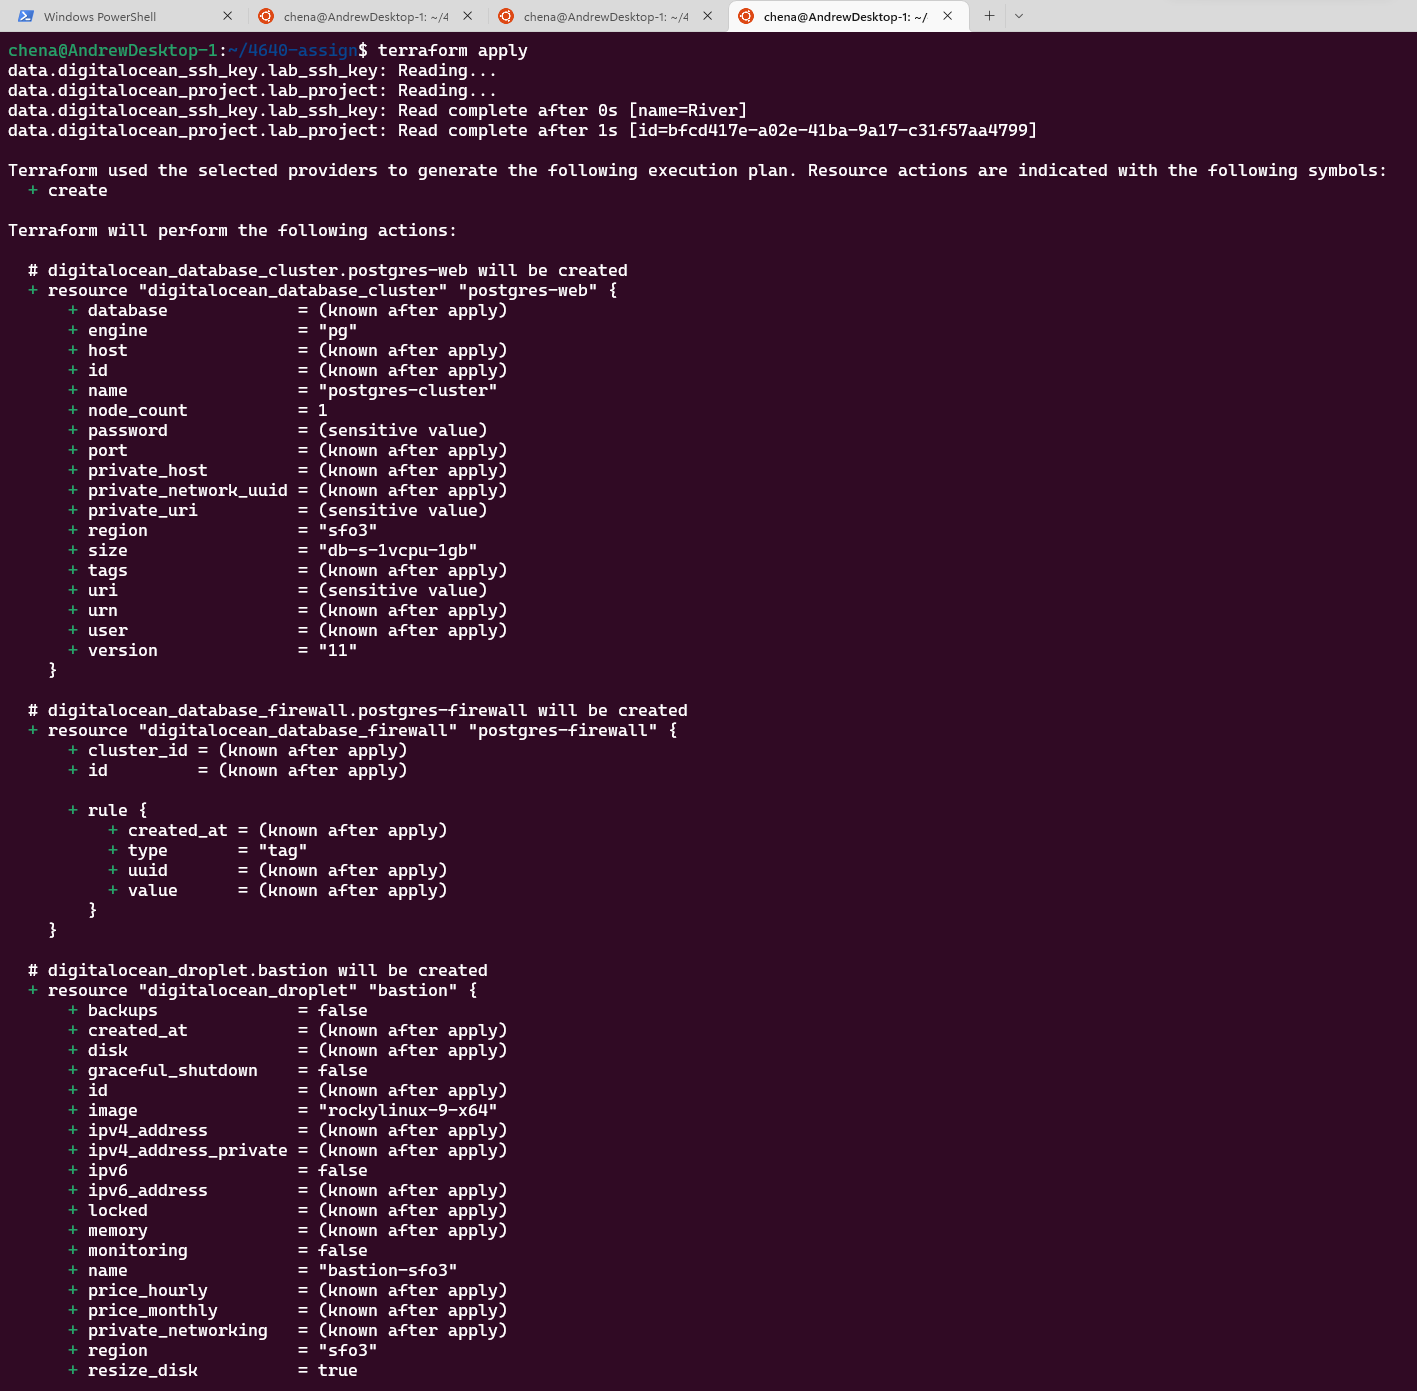 Windows PowerShell
chena@AndrewDesktop-1: ~/4
chena@AndrewDesktop-1: ~/4
chena@AndrewDesktop-1: ~/
chena@AndrewDesktop-1:~/4640-assign$ terraform apply
data.digitalocean_ssh_key.lab_ssh_key: Reading...
data.digitalocean_project.lab_project: Reading...
data.digitalocean_ssh_key.lab_ssh_key: Read complete after 0s [name=River]
data.digitalocean_project.lab_project: Read complete after 1s [id=bfcd417e-a02e-41ba-9a17-c31f57aa4799]
Terraform used the selected providers to generate the following execution plan. Resource actions are indicated with the following symbols:
+ create
Terraform will perform the following actions:
# digitalocean_database_cluster.postgres-web will be created
+ resource "digitalocean_database_cluster" "postgres-web" {
+ database = (known after apply)
+ engine = "pg"
+ host = (known after apply)
+ id = (known after apply)
+ name = "postgres-cluster"
+ node_count = 1
+ password = (sensitive value)
+ port = (known after apply)
+ private_host = (known after apply)
+ private_network_uuid = (known after apply)
+ private_uri = (sensitive value)
+ region = "sfo3"
+ size = "db-s-1vcpu-1gb"
+ tags = (known after apply)
+ uri = (sensitive value)
+ urn = (known after apply)
+ user = (known after apply)
+ version = "11"
}
# digitalocean_database_firewall.postgres-firewall will be created
+ resource "digitalocean_database_firewall" "postgres-firewall" {
+ cluster_id = (known after apply)
+ id = (known after apply)
+ rule {
+ created_at = (known after apply)
+ type = "tag"
+ uuid = (known after apply)
+ value = (known after apply)
}
}
# digitalocean_droplet.bastion will be created
+ resource "digitalocean_droplet" "bastion" {
+ backups = false
+ created_at = (known after apply)
+ disk = (known after apply)
+ graceful_shutdown = false
+ id = (known after apply)
+ image = "rockylinux-9-x64"
+ ipv4_address = (known after apply)
+ ipv4_address_private = (known after apply)
+ ipv6 = false
+ ipv6_address = (known after apply)
+ locked = (known after apply)
+ memory = (known after apply)
+ monitoring = false
+ name = "bastion-sfo3"
+ price_hourly = (known after apply)
+ price_monthly = (known after apply)
+ private_networking = (known after apply)
+ region = "sfo3"
+ resize_disk = true